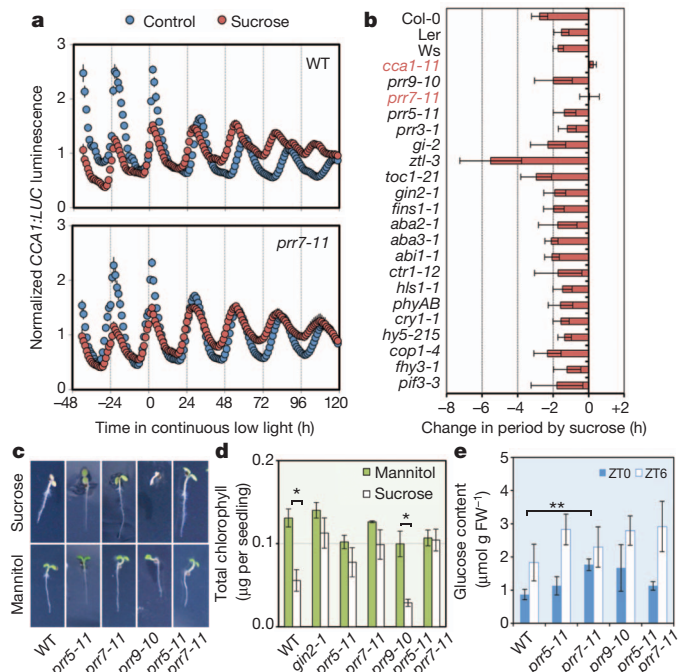 a
Control Sucrose
Normalized CCA1:LUC luminescence
3
2
1
0
WT
3
2
1
0
prr7-11
−48 −24 0 24 48 72 96 120
Time in continuous low light (h)
b
Col-0
Ler
Ws
cca1-11
prr9-10
prr7-11
prr5-11
prr3-1
gi-2
ztl-3
toc1-21
gin2-1
fins1-1
aba2-1
aba3-1
abi1-1
ctr1-12
hls1-1
phyAB
cry1-1
hy5-215
cop1-4
fhy3-1
pif3-3
−8 −6 −4 −2 0 +2
Change in period by sucrose (h)
c
Sucrose
Mannitol
WT
prr5-11
prr7-11
prr9-10
prr5-11
prr7-11
d
Total chlorophyll
(μg per seedling)
0.2
0.1
0.0
Mannitol
Sucrose
*
*
WT
gin2-1
prr5-11
prr7-11
prr9-10
prr5-11
prr7-11
e
Glucose content
(μmol g FW−1)
5
4
3
2
1
0
ZT0 ZT6
**
WT
prr5-11
prr7-11
prr9-10
prr5-11
prr7-11